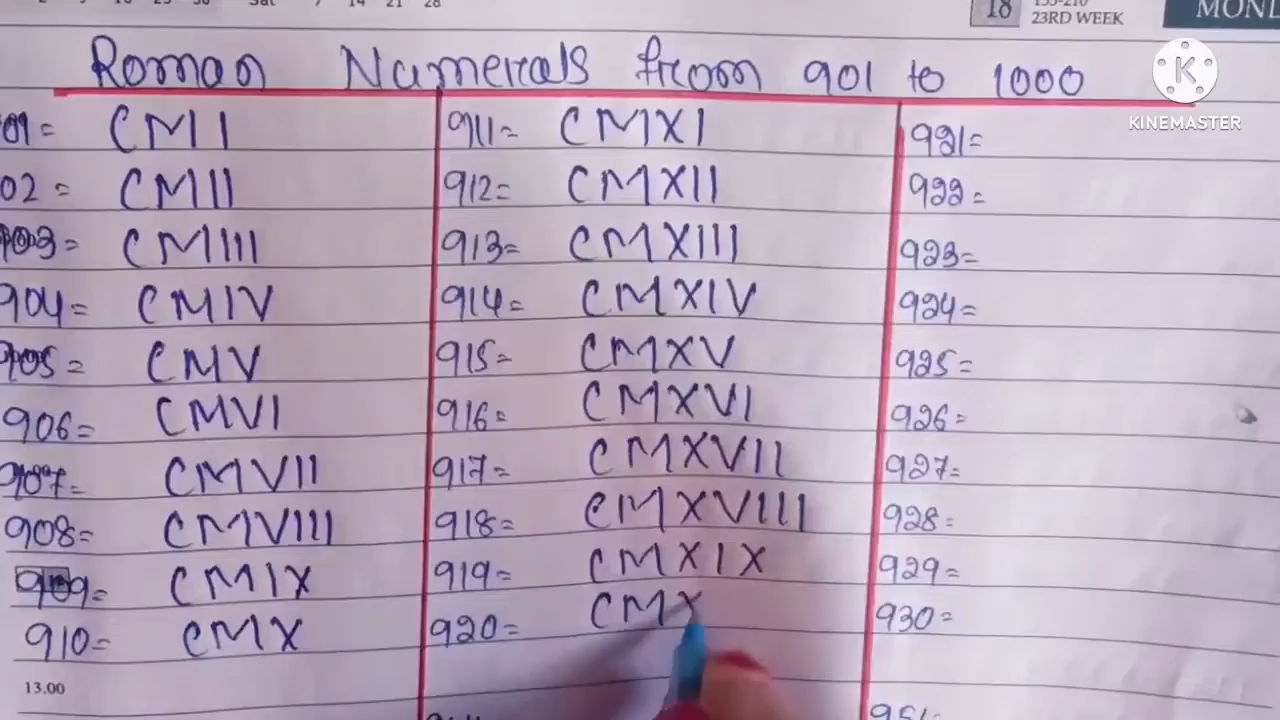 18
23RD WEEK
MOND
Roman Numerals from 901 to 1000
KINEMASTER
01= CMI
02= CMII
903= CMIII
904= CMIV
905= CMV
906= CMVI
907= CMVII
908= CMVIII
909= CMIX
910= CMX
911= CMXI
912= CMXII
913= CMXIII
914= CMXIV
915= CMXV
916= CMXVI
917= CMXVII
918= CMXVIII
919= CMXIX
920= CMX
921=
922=
923=
924=
925=
926=
927=
928=
929=
930=
13.00